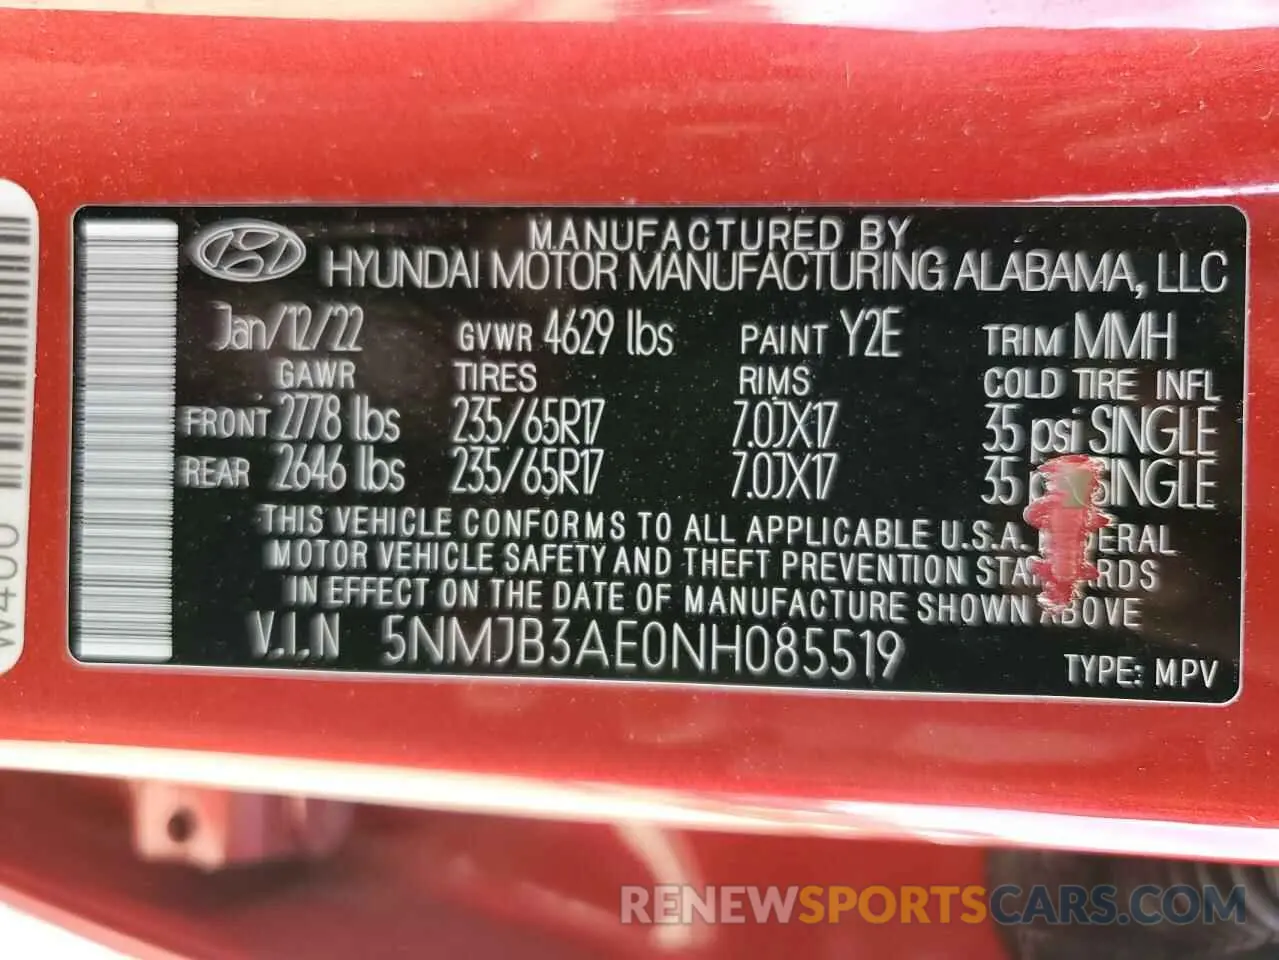 MANUFACTURED BY
HYUNDAI MOTOR MANUFACTURING ALABAMA, LLC
Jan/12/22 GVWR 4629 lbs PAINT Y2E TRIM MMH
GAWR TIRES RIMS COLD TIRE INFL
FRONT 2778 lbs 235/65R17 7.0JX17 35 psi SINGLE
REAR 2646 lbs 235/65R17 7.0JX17 35 SINGLE
THIS VEHICLE CONFORMS TO ALL APPLICABLE U.S.A.
MOTOR VEHICLE SAFETY AND THEFT PREVENTION
IN EFFECT ON THE DATE OF MANUFACTURE SHOWN ABOVE
V.I.N 5NMJB3AE0NH085519
TYPE: MPV
W400
RENEWSPORTSCARS.COM